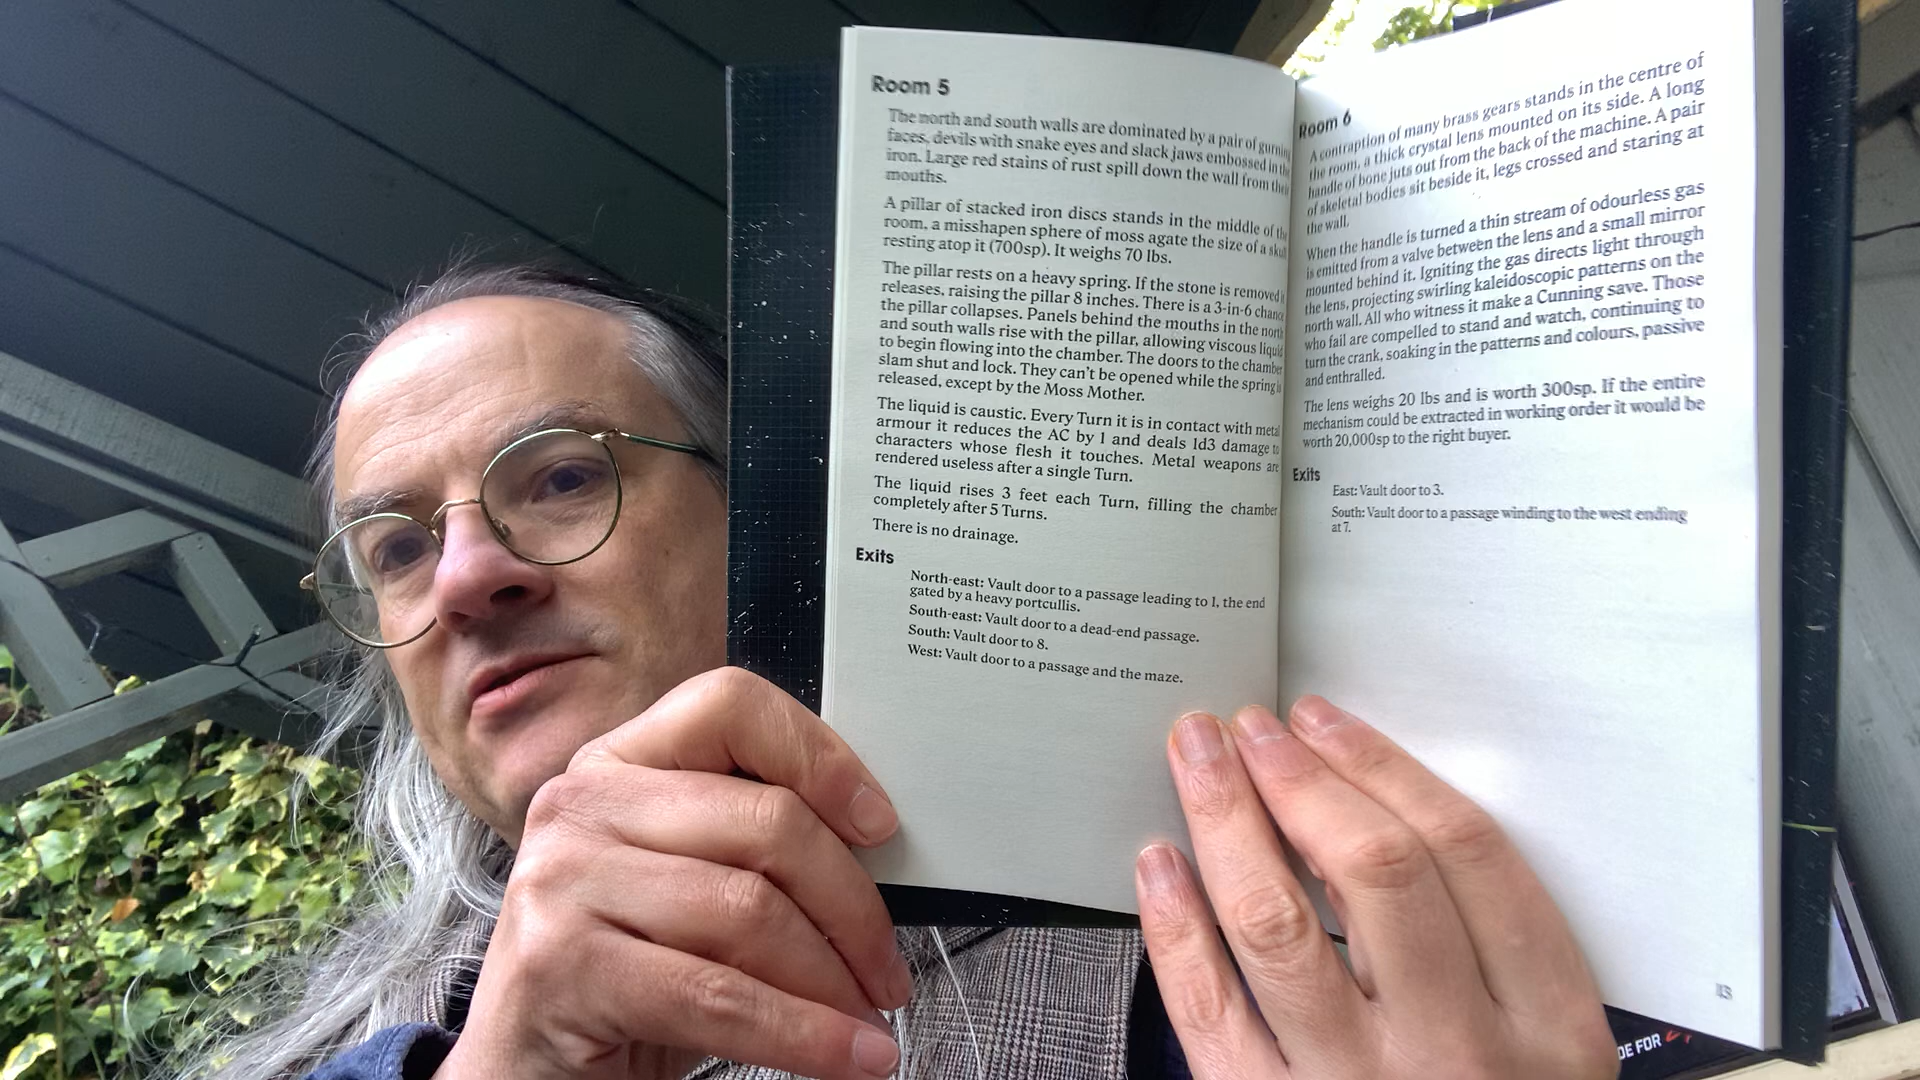 Room 5
The north and south walls are dominated by a pair of gurning
faces, devils with snake eyes and slack jaws embossed in the
iron. Large red stains of rust spill down the wall from their
mouths.
A pillar of stacked iron discs stands in the middle of the
room, a misshapen sphere of moss agate the size of a skull
resting atop it (700sp). It weighs 70 lbs.
The pillar rests on a heavy spring. If the stone is removed it
releases, raising the pillar 8 inches. There is a 3-in-6 chance
the pillar collapses. Panels behind the mouths in the north
and south walls rise with the pillar, allowing viscous liquid
to begin flowing into the chamber. The doors to the chamber
slam shut and lock. They can't be opened while the spring is
released, except by the Moss Mother.
The liquid is caustic. Every Turn it is in contact with metal
armour it reduces the AC by 1 and deals 1d3 damage to
characters whose flesh it touches. Metal weapons are
rendered useless after a single Turn.
The liquid rises 3 feet each Turn, filling the chamber
completely after 5 Turns.
There is no drainage.
Exits
North-east: Vault door to a passage leading to 1, the end
gated by a heavy portcullis.
South-east: Vault door to a dead-end passage.
South: Vault door to 8.
West: Vault door to a passage and the maze.
Room 6
A contraption of many brass gears stands in the centre of
the room, a thick crystal lens mounted on its side. A long
handle of bone juts out from the back of the machine. A pair
of skeletal bodies sit beside it, legs crossed and staring at
the wall.
When the handle is turned a thin stream of odourless gas
is emitted from a valve between the lens and a small mirror
mounted behind it. Igniting the gas directs light through
the lens, projecting swirling kaleidoscopic patterns on the
north wall. All who witness it make a Cunning save. Those
who fail are compelled to stand and watch, continuing to
turn the crank, soaking in the patterns and colours, passive
and enthralled.
The lens weighs 20 lbs and is worth 300sp. If the entire
mechanism could be extracted in working order it would be
worth 20,000sp to the right buyer.
Exits
East: Vault door to 3.
South: Vault door to a passage winding to the west ending
at 7.
DE FOR